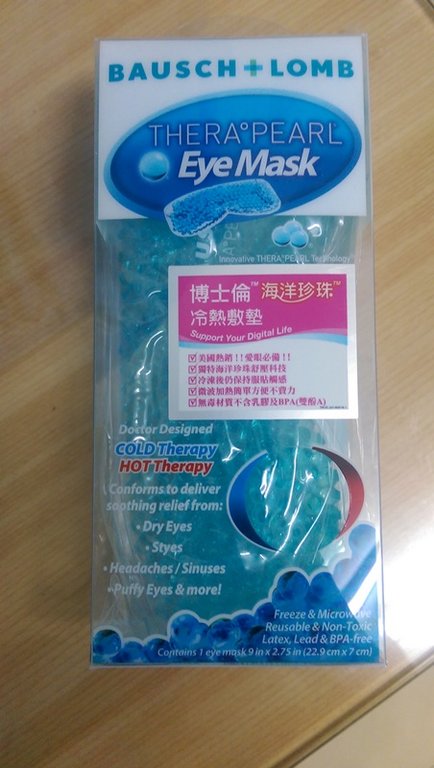 BAUSCH + LOMB
THERA°PEARL®
Eye Mask
Innovative THERA°PEARL Technology
博士倫™ 海洋珍珠™
冷熱敷墊
Support Your Digital Life
☑美國熱銷!!愛眼必備!!
☑獨特海洋珍珠舒壓科技
☑冷凍後仍保持服貼觸感
☑微波加熱簡單方便不費力
☑無毒材質不含乳膠及BPA(雙酚A)
Doctor Designed
COLD Therapy
HOT Therapy
Conforms to deliver
soothing relief from:
• Dry Eyes
• Styes
• Headaches / Sinuses
• Puffy Eyes & more!
Freeze & Microwave
Reusable & Non-Toxic
Latex, Lead & BPA-free
Contains 1 eye mask 9 in x 2.75 in (22.9 cm x 7 cm)